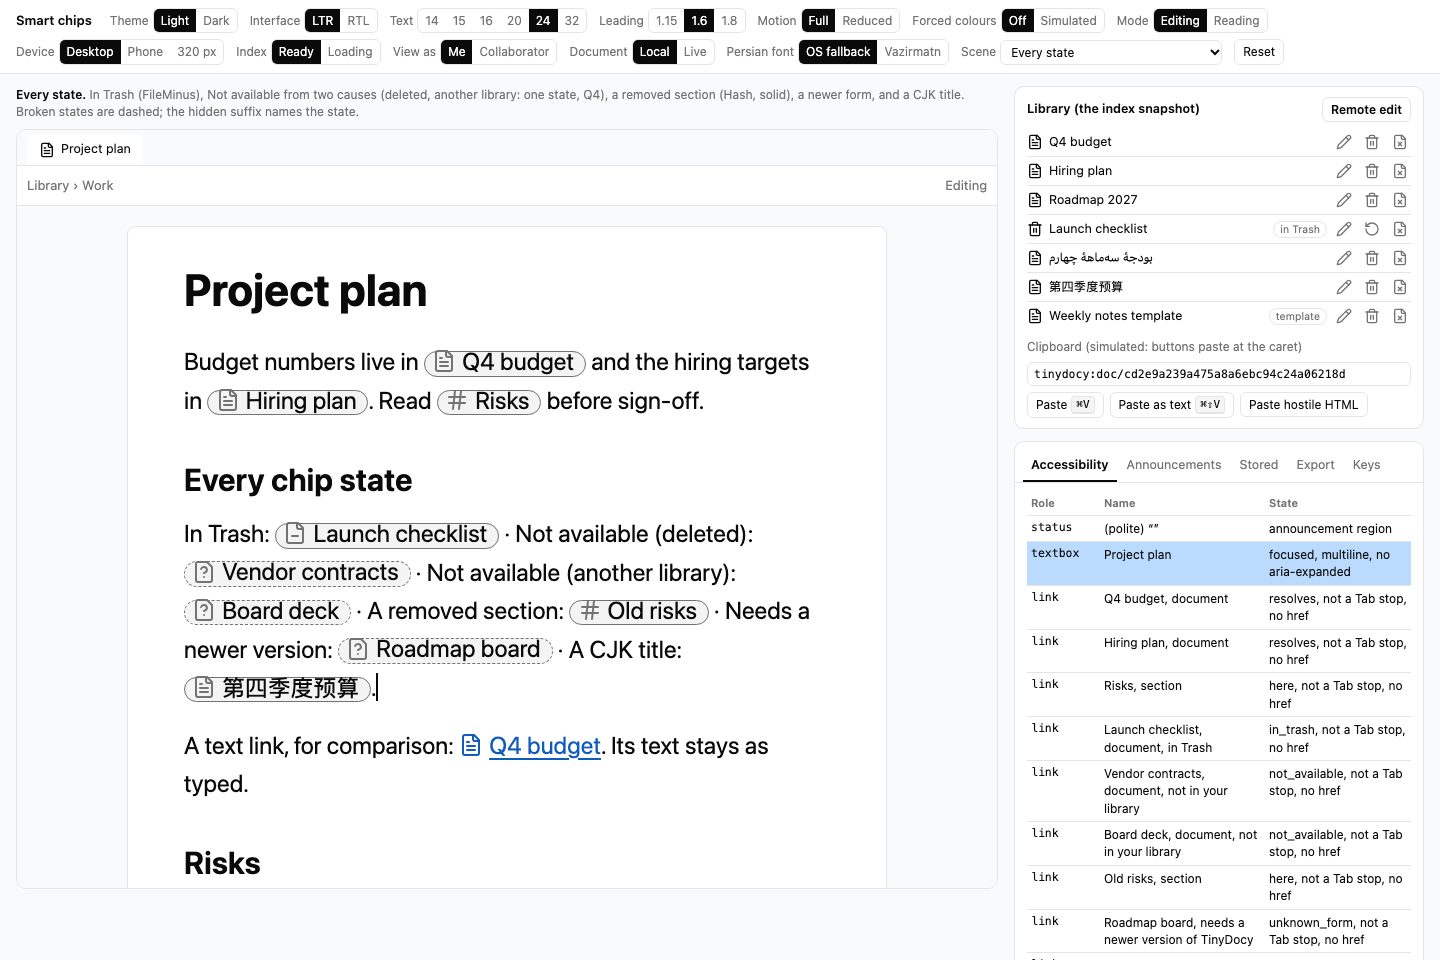 Smart chips Theme Light Dark Interface LTR RTL Text 14 15 16 20 24 32 Leading 1.15 1.6 1.8 Motion Full Reduced Forced colours Off Simulated Mode Editing Reading
Device Desktop Phone 320 px Index Ready Loading View as Me Collaborator Document Local Live Persian font OS fallback Vazirmatn Scene Every state Reset
Every state. In Trash (FileMinus), Not available from two causes (deleted, another library: one state, Q4), a removed section (Hash, solid), a newer form, and a CJK title.
Broken states are dashed; the hidden suffix names the state.
Project plan
Library › Work Editing
Project plan
Budget numbers live in Q4 budget and the hiring targets
in Hiring plan. Read # Risks before sign-off.
Every chip state
In Trash: Launch checklist · Not available (deleted):
Vendor contracts · Not available (another library):
Board deck · A removed section: # Old risks · Needs a
newer version: Roadmap board · A CJK title:
第四季度预算.
A text link, for comparison: Q4 budget. Its text stays as
typed.
Risks
Library (the index snapshot) Remote edit
Q4 budget
Hiring plan
Roadmap 2027
Launch checklist in Trash
بودجهٔ سه‌ماههٔ چهارم
第四季度预算
Weekly notes template template
Clipboard (simulated: buttons paste at the caret)
tinydocy:doc/cd2e9a239a475a8a6ebc94c24a06218d
Paste ⌘V Paste as text ⌘⇧V Paste hostile HTML
Accessibility Announcements Stored Export Keys
Role Name State
status (polite) “” announcement region
textbox Project plan focused, multiline, no
aria-expanded
link Q4 budget, document resolves, not a Tab stop,
no href
link Hiring plan, document resolves, not a Tab stop,
no href
link Risks, section here, not a Tab stop, no
href
link Launch checklist, in_trash, not a Tab stop,
document, in Trash no href
link Vendor contracts, not_available, not a Tab
document, not in your stop, no href
library
link Board deck, document, not not_available, not a Tab
in your library stop, no href
link Old risks, section here, not a Tab stop, no
href
link Roadmap board, needs a unknown_form, not a
newer version of TinyDocy Tab stop, no href